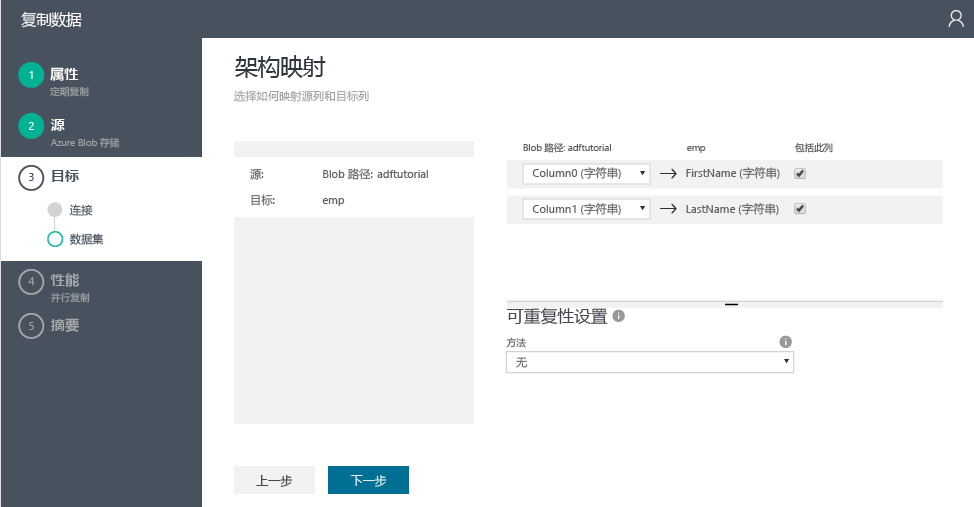 复制数据
1 属性
定期复制
2 源
Azure Blob 存储
3 目标
连接
数据集
4 性能
并行复制
5 摘要
架构映射
选择如何映射源列和目标列
源: Blob 路径: adftutorial
目标: emp
Blob 路径: adftutorial emp 包括此列
Column0 (字符串) → FirstName (字符串)
Column1 (字符串) → LastName (字符串)
可重复性设置
方法
无
上一步 下一步